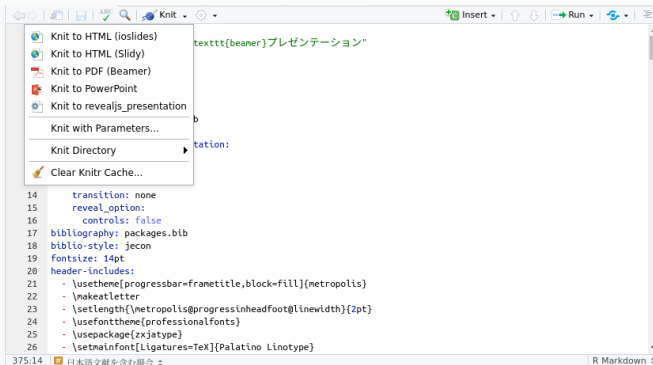 ABC Knit Insert Run
Knit to HTML (ioslides)
Knit to HTML (Slidy)
Knit to PDF (Beamer)
Knit to PowerPoint
Knit to revealjs_presentation
Knit with Parameters...
Knit Directory
Clear Knitr Cache...
texttt{beamer}プレゼンテーション"
b
tation:
14 transition: none
15 reveal_option:
16 controls: false
17 bibliography: packages.bib
18 biblio-style: jecon
19 fontsize: 14pt
20 header-includes:
21 - \usetheme[progressbar=frametitle,block=fill]{metropolis}
22 - \makeatletter
23 - \setlength{\metropolis@progressinheadfoot@linewidth}{2pt}
24 - \usefonttheme{professionalfonts}
25 - \usepackage{zxjatype}
26 - \setmainfont[Ligatures=TeX]{Palatino Linotype}
375:14 # 日本語文献を含む場合 R Markdown